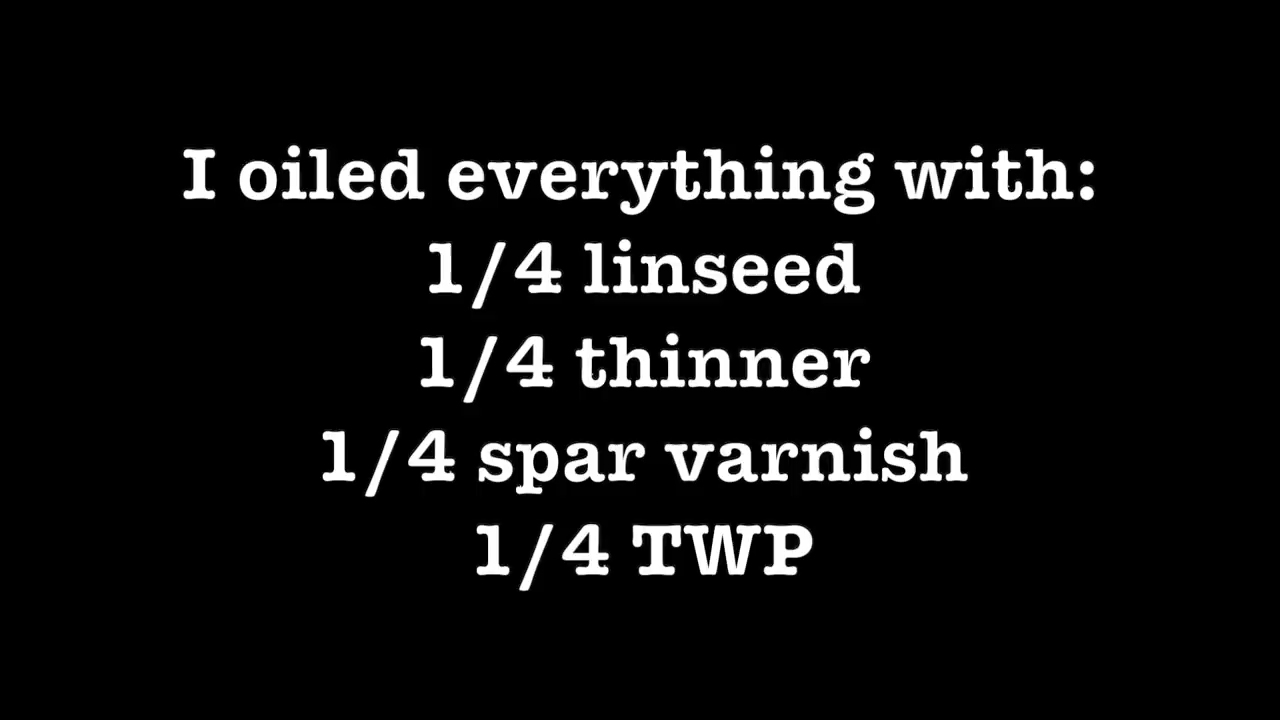 I oiled everything with:
1/4 linseed
1/4 thinner
1/4 spar varnish
1/4 TWP